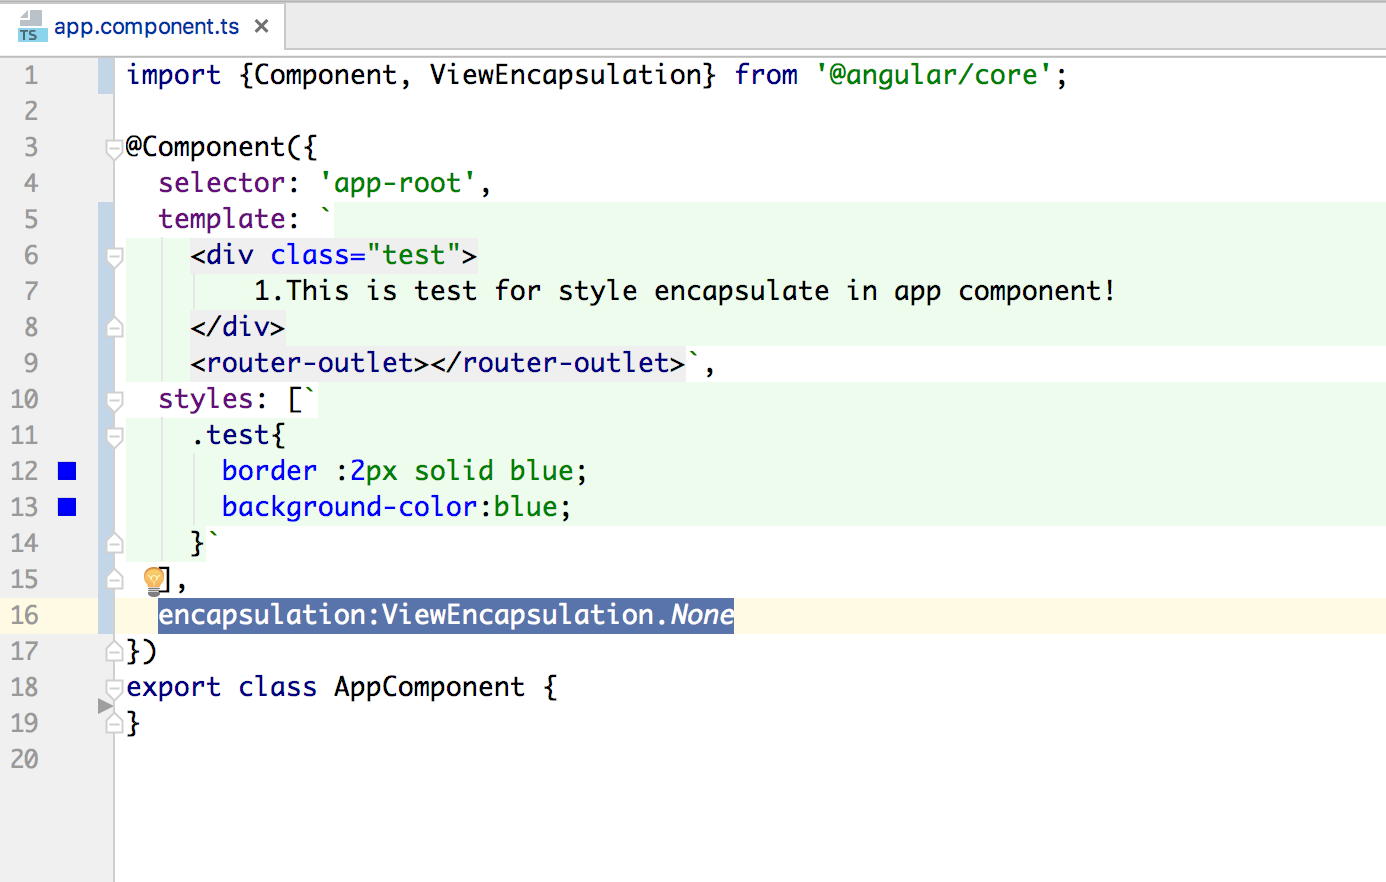 TS app.component.ts ×
1 import {Component, ViewEncapsulation} from '@angular/core';
2
3 @Component({
4   selector: 'app-root',
5   template: `
6     <div class="test">
7         1.This is test for style encapsulate in app component!
8     </div>
9     <router-outlet></router-outlet>`,
10   styles: [`
11     .test{
12       border :2px solid blue;
13       background-color:blue;
14     }`
15   ],
16   encapsulation:ViewEncapsulation.None
17 })
18 export class AppComponent {
19 }
20